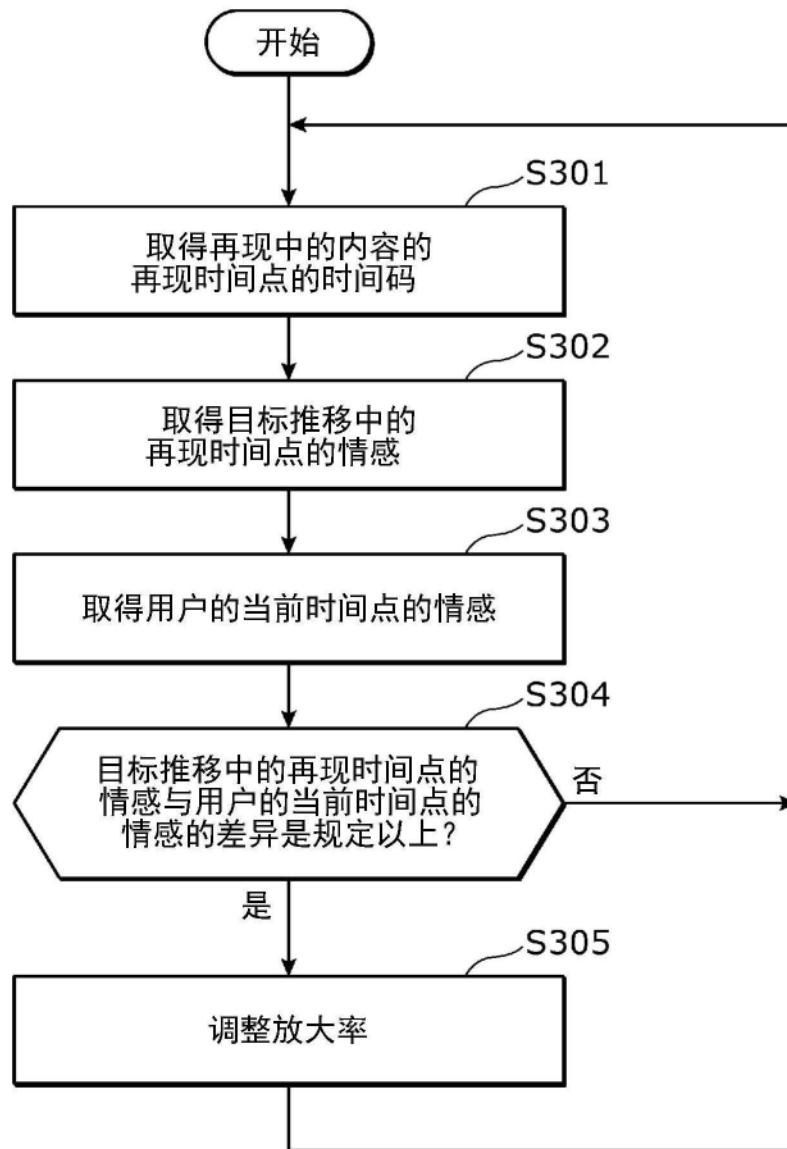 开始
S301
取得再现中的内容的
再现时间点的时间码
S302
取得目标推移中的
再现时间点的情感
S303
取得用户的当前时间点的情感
S304
目标推移中的再现时间点的
情感与用户的当前时间点的
情感的差异是规定以上？
否
是
S305
调整放大率